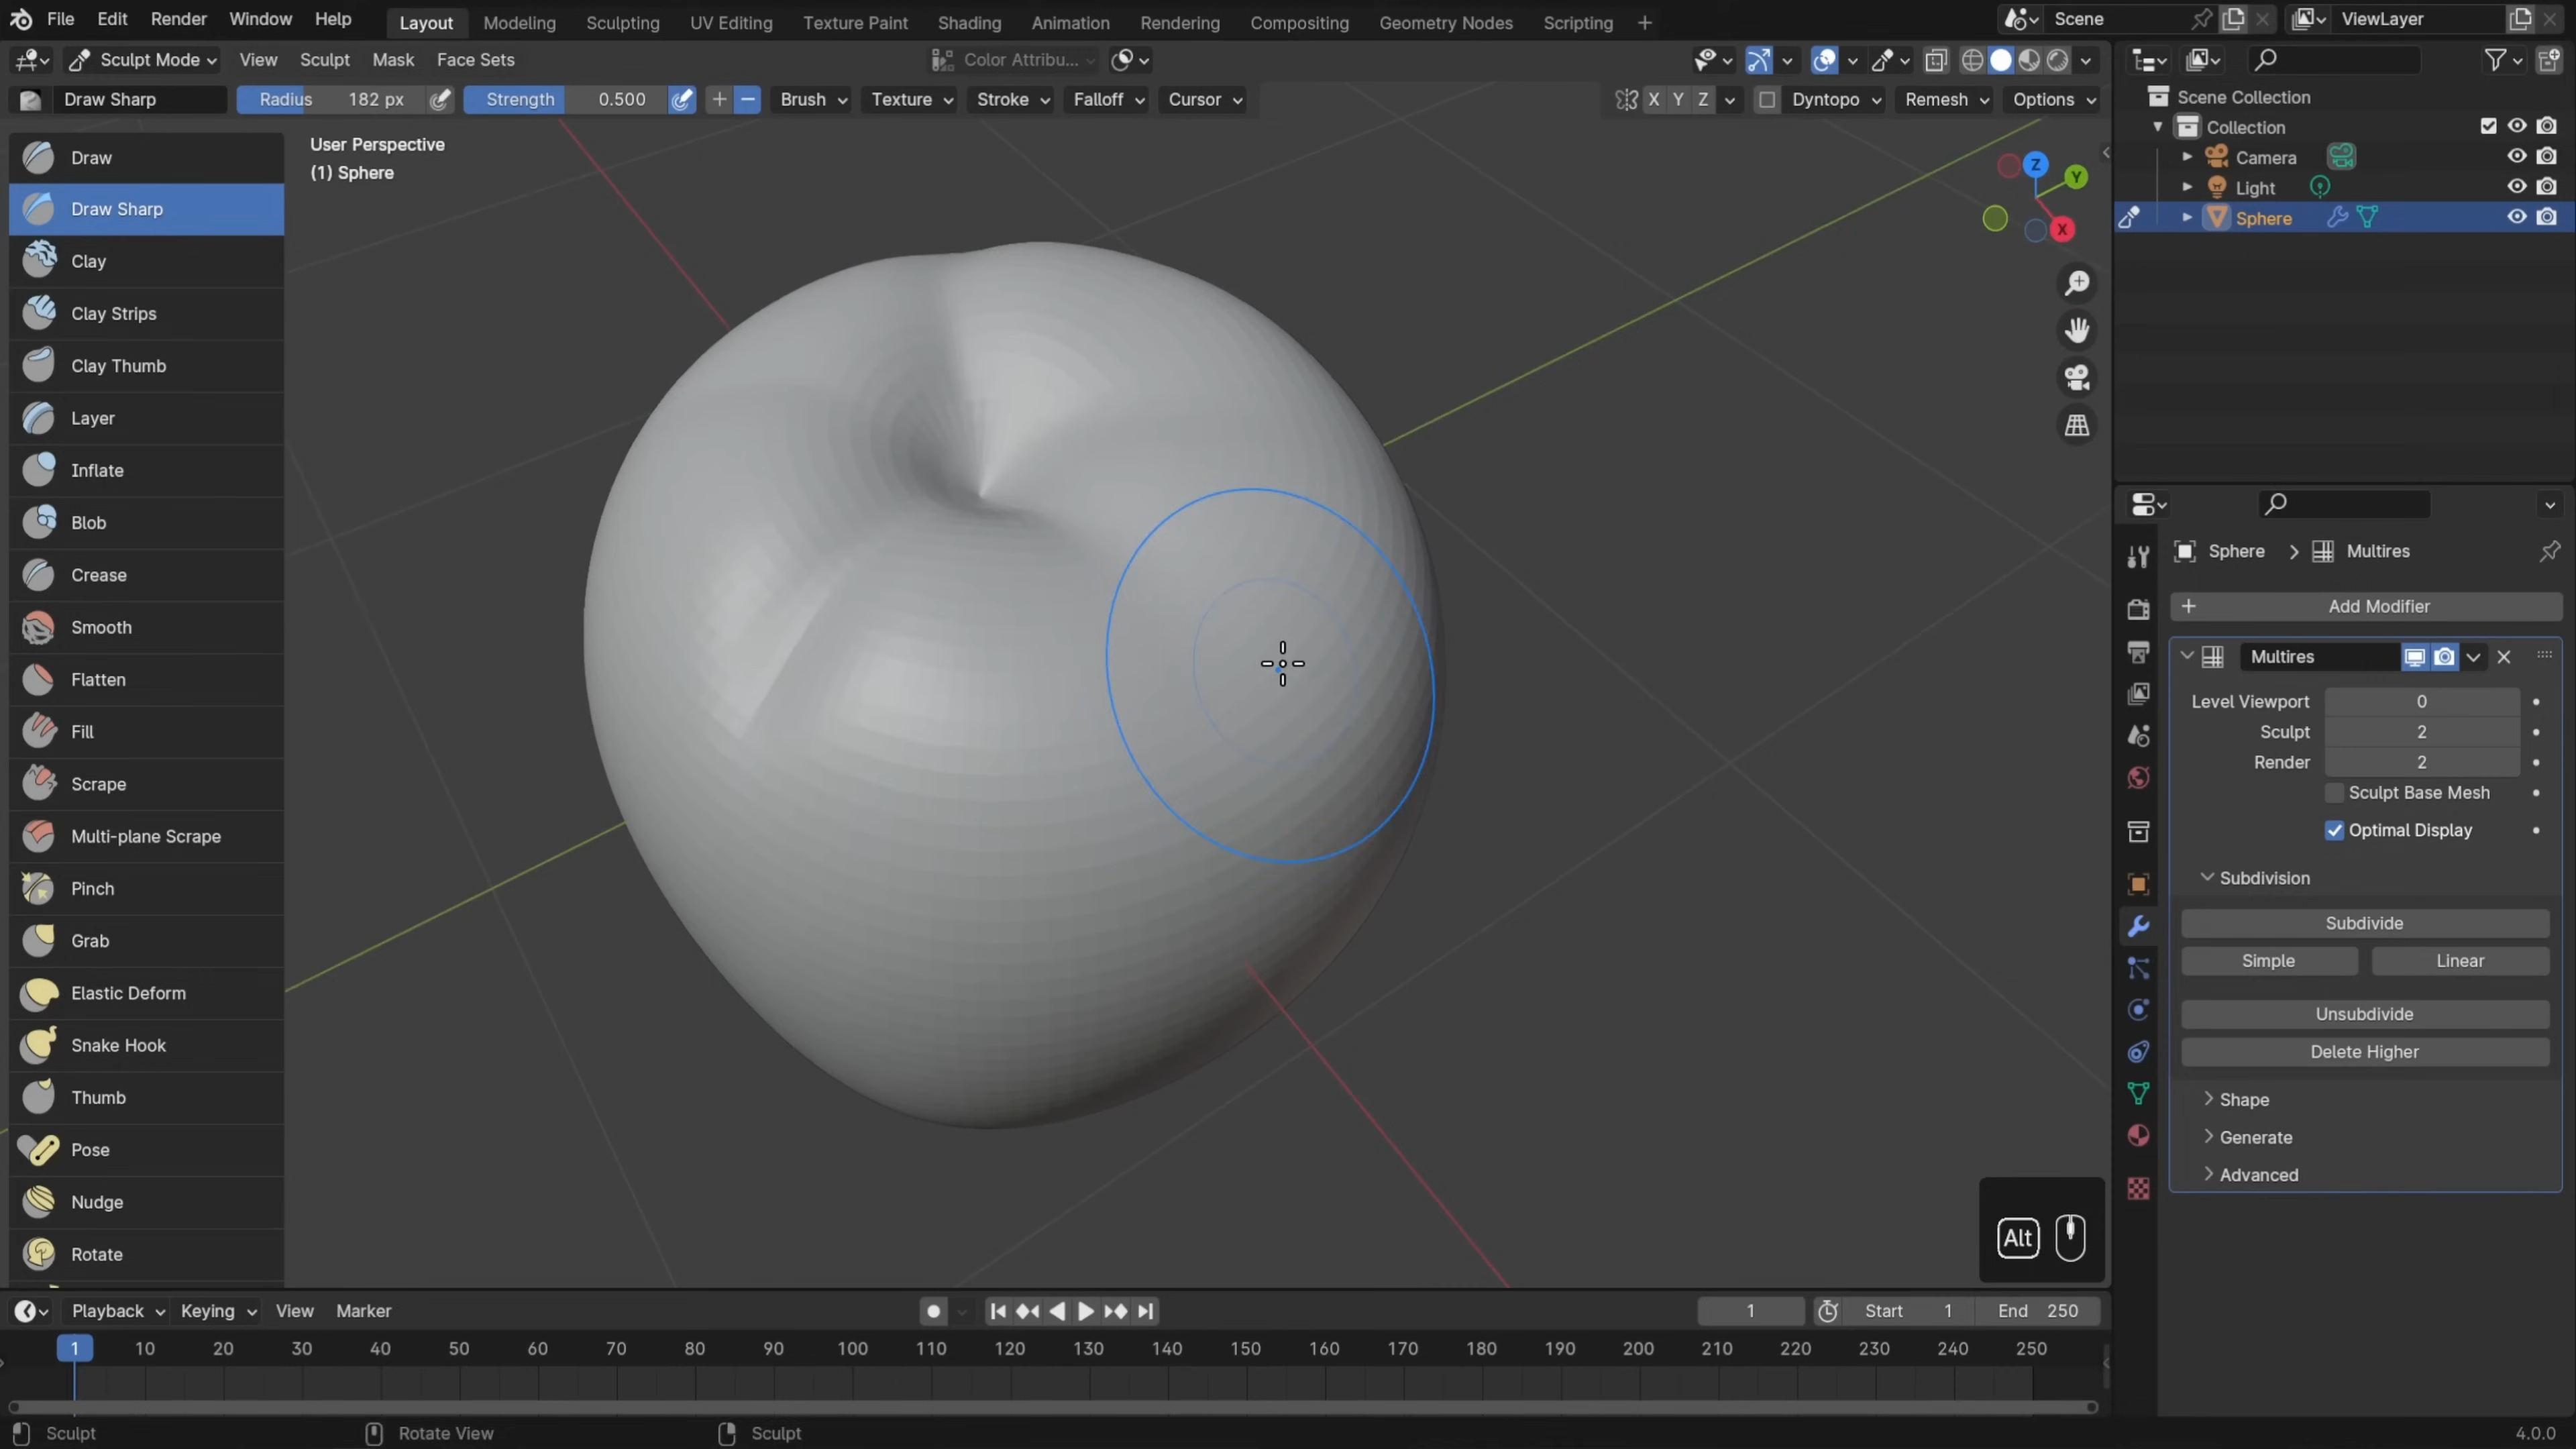 File Edit Render Window Help Layout Modeling Sculpting UV Editing Texture Paint Shading Animation Rendering Compositing Geometry Nodes Scripting + Scene ViewLayer
Sculpt Mode View Sculpt Mask Face Sets Color Attribu...
Draw Sharp Radius 182 px Strength 0.500 Brush Texture Stroke Falloff Cursor X Y Z Dyntopo Remesh Options
User Perspective
(1) Sphere
Draw
Draw Sharp
Clay
Clay Strips
Clay Thumb
Layer
Inflate
Blob
Crease
Smooth
Flatten
Fill
Scrape
Multi-plane Scrape
Pinch
Grab
Elastic Deform
Snake Hook
Thumb
Pose
Nudge
Rotate
Z
Y
X
Alt
Scene Collection
Collection
Camera
Light
Sphere
Sphere Multires
Add Modifier
Multires
Level Viewport 0
Sculpt 2
Render 2
Sculpt Base Mesh
Optimal Display
Subdivision
Subdivide
Simple Linear
Unsubdivide
Delete Higher
Shape
Generate
Advanced
Playback Keying View Marker 1 Start 1 End 250
1 10 20 30 40 50 60 70 80 90 100 110 120 130 140 150 160 170 180 190 200 210 220 230 240 250
Sculpt Rotate View Sculpt 4.0.0